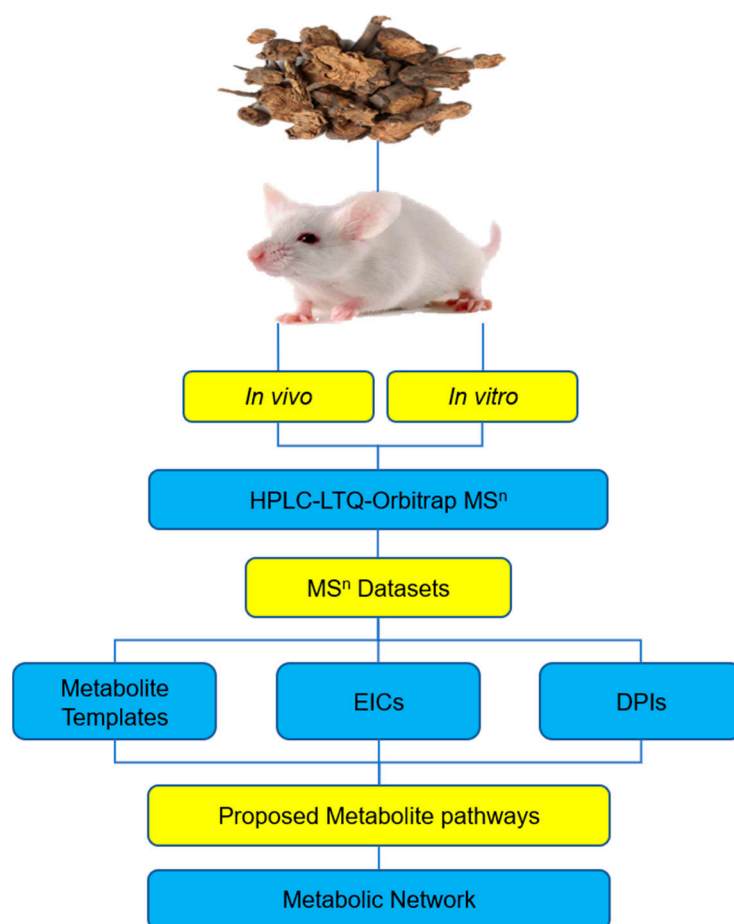 In vivo
In vitro
HPLC-LTQ-Orbitrap MSⁿ
MSⁿ Datasets
Metabolite
Templates
EICs
DPIs
Proposed Metabolite pathways
Metabolic Network